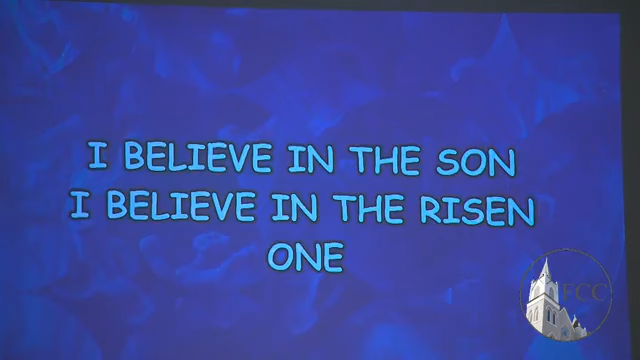 I BELIEVE IN THE SON
I BELIEVE IN THE RISEN
ONE
FCC